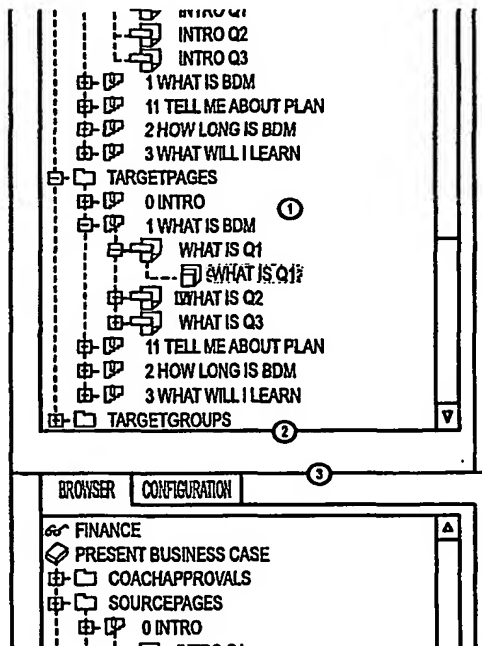 INTRO Q1
INTRO Q2
INTRO Q3
1 WHAT IS BDM
11 TELL ME ABOUT PLAN
2 HOW LONG IS BDM
3 WHAT WILL I LEARN
TARGETPAGES
0 INTRO
1
1 WHAT IS BDM
WHAT IS Q1
WHAT IS Q1
WHAT IS Q2
WHAT IS Q3
11 TELL ME ABOUT PLAN
2 HOW LONG IS BDM
3 WHAT WILL I LEARN
TARGETGROUPS
2
3
BROWSER CONFIGURATION
FINANCE
PRESENT BUSINESS CASE
COACHAPPROVALS
SOURCEPAGES
0 INTRO